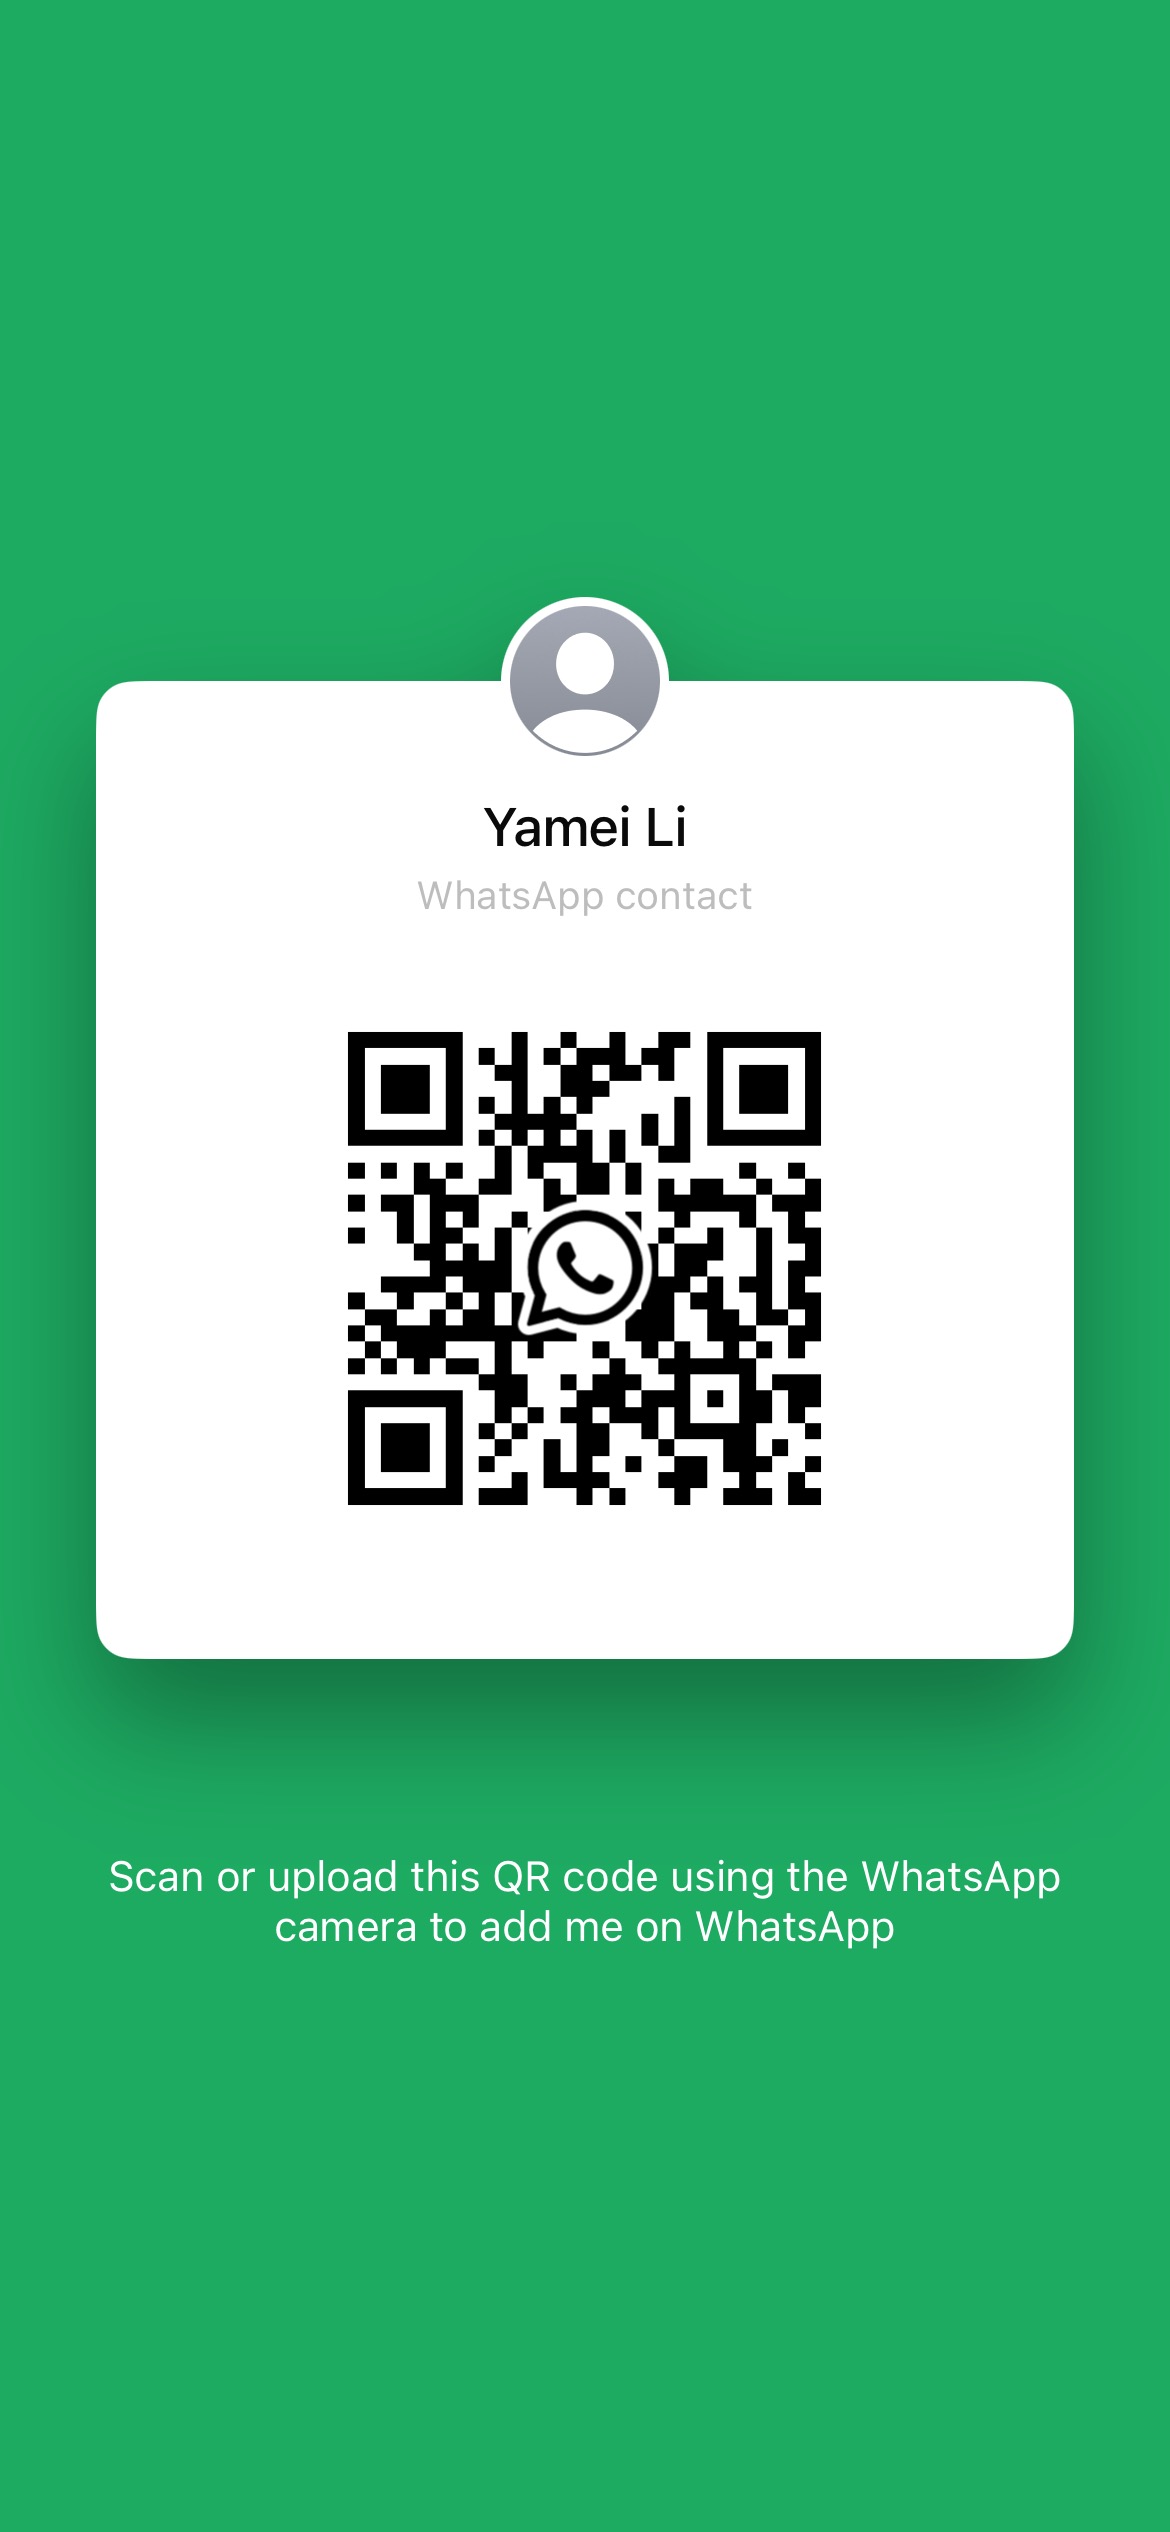 Yamei Li
WhatsApp contact
Scan or upload this QR code using the WhatsApp
camera to add me on WhatsApp